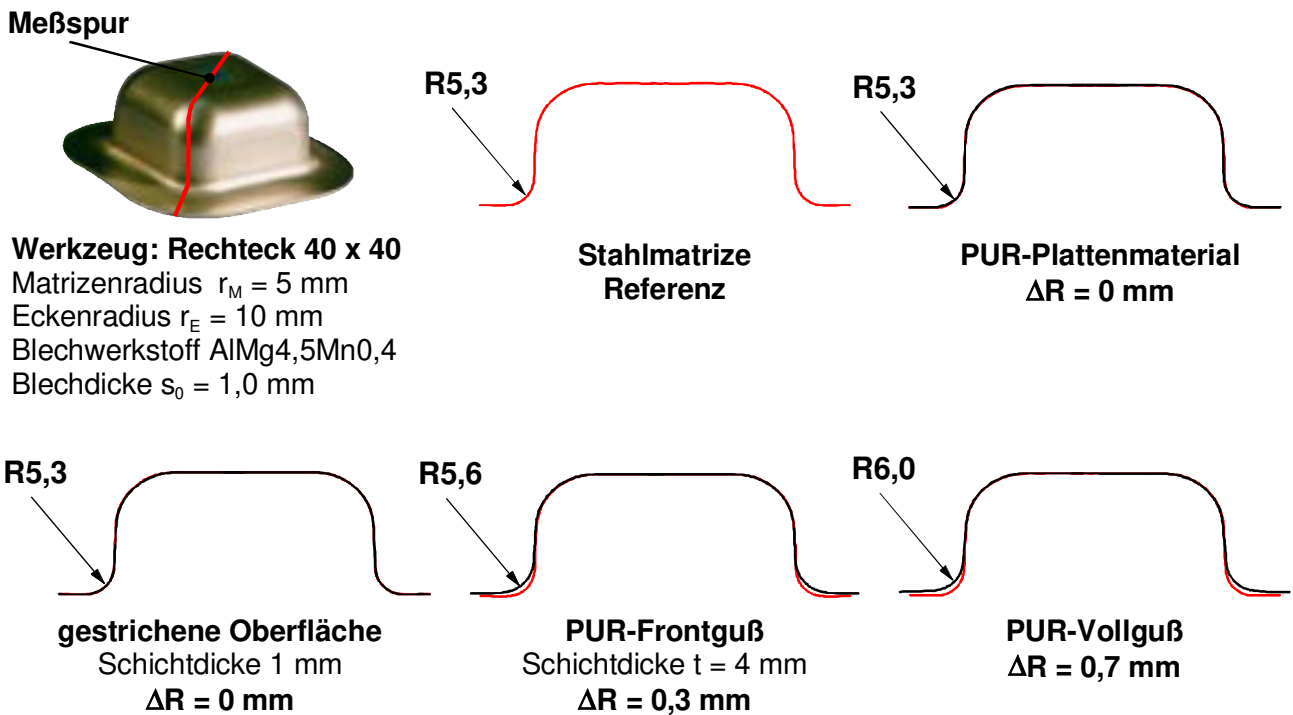 Meßspur
Werkzeug: Rechteck 40 x 40
Matrizenradius r_M = 5 mm
Eckenradius r_E = 10 mm
Blechwerkstoff AlMg4,5Mn0,4
Blechdicke s_0 = 1,0 mm
R5,3
Stahlmatrize
Referenz
R5,3
PUR-Plattenmaterial
ΔR = 0 mm
R5,3
gestrichene Oberfläche
Schichtdicke 1 mm
ΔR = 0 mm
R5,6
PUR-Frontguß
Schichtdicke t = 4 mm
ΔR = 0,3 mm
R6,0
PUR-Vollguß
ΔR = 0,7 mm